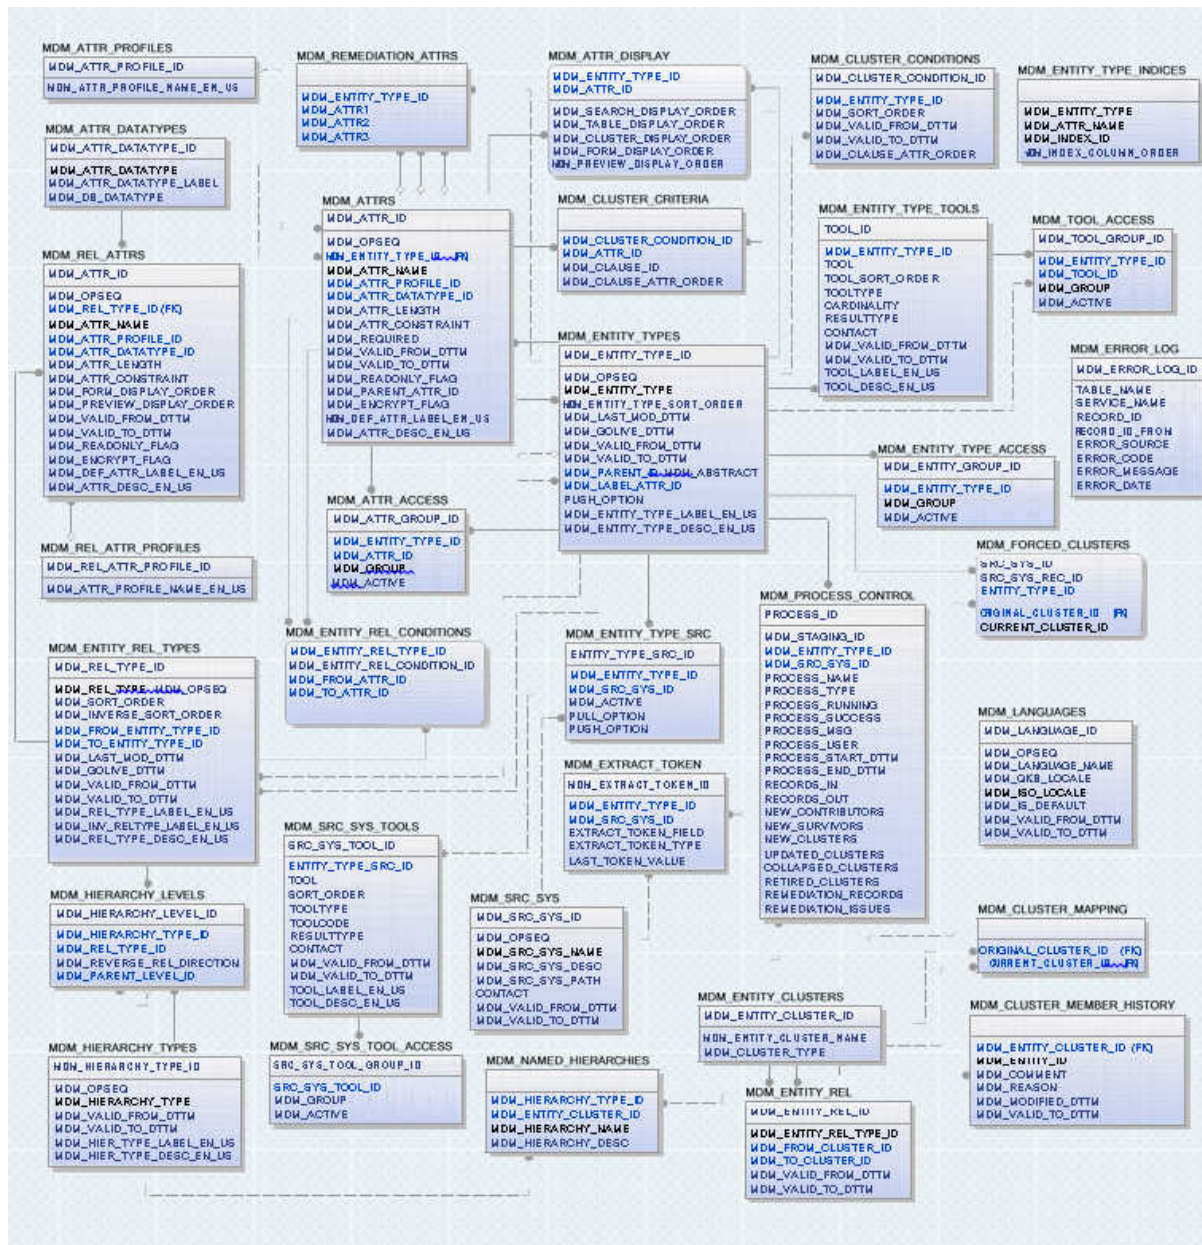 MDM_ATTR_PROFILES
MDM_ATTR_PROFILE_ID
MDM_ATTR_PROFILE_NAME_EN_US
MDM_ATTR_DATATYPES
MDM_ATTR_DATATYPE_ID
MDM_ATTR_DATATYPE
MDM_ATTR_DATATYPE_LABEL
MDM_DB_DATATYPE
MDM_REL_ATTRS
MDM_ATTR_ID
MDM_OPSEQ
MDM_REL_TYPE_ID (FK)
MDM_ATTR_NAME
MDM_ATTR_PROFILE_ID
MDM_ATTR_DATATYPE_ID
MDM_ATTR_LENGTH
MDM_ATTR_CONSTRAINT
MDM_FORM_DISPLAY_ORDER
MDM_PREVIEW_DISPLAY_ORDER
MDM_VALID_FROM_DTTM
MDM_VALID_TO_DTTM
MDM_READONLY_FLAG
MDM_ENCRYPT_FLAG
MDM_DEF_ATTR_LABEL_EN_US
MDM_ATTR_DESC_EN_US
MDM_REL_ATTR_PROFILES
MDM_REL_ATTR_PROFILE_ID
MDM_ATTR_PROFILE_NAME_EN_US
MDM_ENTITY_REL_TYPES
MDM_REL_TYPE_ID
MDM_REL_TYPE MDM_OPSEQ
MDM_SORT_ORDER
MDM_INVERSE_SORT_ORDER
MDM_FROM_ENTITY_TYPE_ID
MDM_TO_ENTITY_TYPE_ID
MDM_LAST_MOD_DTTM
MDM_GOLIVE_DTTM
MDM_VALID_FROM_DTTM
MDM_VALID_TO_DTTM
MDM_REL_TYPE_LABEL_EN_US
MDM_INV_RELTYPE_LABEL_EN_US
MDM_REL_TYPE_DESC_EN_US
MDM_HIERARCHY_LEVELS
MDM_HIERARCHY_LEVEL_ID
MDM_HIERARCHY_TYPE_ID
MDM_REL_TYPE_ID
MDM_REVERSE_REL_DIRECTION
MDM_PARENT_LEVEL_ID
MDM_HIERARCHY_TYPES
MDM_HIERARCHY_TYPE_ID
MDM_OPSEQ
MDM_HIERARCHY_TYPE
MDM_VALID_FROM_DTTM
MDM_VALID_TO_DTTM
MDM_HIER_TYPE_LABEL_EN_US
MDM_HIER_TYPE_DESC_EN_US
MDM_REMEDIATION_ATTRS
MDM_ENTITY_TYPE_ID
MDM_ATTR1
MDM_ATTR2
MDM_ATTR3
MDM_ATTRS
MDM_ATTR_ID
MDM_OPSEQ
MDM_ENTITY_TYPE_ID (FK)
MDM_ATTR_NAME
MDM_ATTR_PROFILE_ID
MDM_ATTR_DATATYPE_ID
MDM_ATTR_LENGTH
MDM_ATTR_CONSTRAINT
MDM_REQUIRED
MDM_VALID_FROM_DTTM
MDM_VALID_TO_DTTM
MDM_READONLY_FLAG
MDM_PARENT_ATTR_ID
MDM_ENCRYPT_FLAG
MDM_DEF_ATTR_LABEL_EN_US
MDM_ATTR_DESC_EN_US
MDM_ATTR_ACCESS
MDM_ATTR_GROUP_ID
MDM_ENTITY_TYPE_ID
MDM_ATTR_ID
MDM_GROUP
MDM_ACTIVE
MDM_ENTITY_REL_CONDITIONS
MDM_ENTITY_REL_TYPE_ID
MDM_ENTITY_REL_CONDITION_ID
MDM_FROM_ATTR_ID
MDM_TO_ATTR_ID
MDM_SRC_SYS_TOOLS
SRC_SYS_TOOL_ID
ENTITY_TYPE_SRC_ID
TOOL
SORT_ORDER
TOOLTYPE
TOOLCODE
RESULTTYPE
CONTACT
MDM_VALID_FROM_DTTM
MDM_VALID_TO_DTTM
TOOL_LABEL_EN_US
TOOL_DESC_EN_US
MDM_SRC_SYS_TOOL_ACCESS
SRC_SYS_TOOL_GROUP_ID
SRC_SYS_TOOL_ID
MDM_GROUP
MDM_ACTIVE
MDM_ATTR_DISPLAY
MDM_ENTITY_TYPE_ID
MDM_ATTR_ID
MDM_SEARCH_DISPLAY_ORDER
MDM_TABLE_DISPLAY_ORDER
MDM_CLUSTER_DISPLAY_ORDER
MDM_FORM_DISPLAY_ORDER
MDM_PREVIEW_DISPLAY_ORDER
MDM_CLUSTER_CRITERIA
MDM_CLUSTER_CONDITION_ID
MDM_ATTR_ID
MDM_CLAUSE_ID
MDM_CLAUSE_ATTR_ORDER
MDM_ENTITY_TYPES
MDM_ENTITY_TYPE_ID
MDM_OPSEQ
MDM_ENTITY_TYPE
MDM_ENTITY_TYPE_SORT_ORDER
MDM_LAST_MOD_DTTM
MDM_GOLIVE_DTTM
MDM_VALID_FROM_DTTM
MDM_VALID_TO_DTTM
MDM_PARENT_ID MDM_ABSTRACT
MDM_LABEL_ATTR_ID
PUSH_OPTION
MDM_ENTITY_TYPE_LABEL_EN_US
MDM_ENTITY_TYPE_DESC_EN_US
MDM_ENTITY_TYPE_SRC
ENTITY_TYPE_SRC_ID
MDM_ENTITY_TYPE_ID
MDM_SRC_SYS_ID
MDM_ACTIVE
PULL_OPTION
PUSH_OPTION
MDM_EXTRACT_TOKEN
MDM_EXTRACT_TOKEN_ID
MDM_ENTITY_TYPE_ID
MDM_SRC_SYS_ID
EXTRACT_TOKEN_FIELD
EXTRACT_TOKEN_TYPE
LAST_TOKEN_VALUE
MDM_SRC_SYS
MDM_SRC_SYS_ID
MDM_OPSEQ
MDM_SRC_SYS_NAME
MDM_SRC_SYS_DESC
MDM_SRC_SYS_PATH
CONTACT
MDM_VALID_FROM_DTTM
MDM_VALID_TO_DTTM
MDM_NAMED_HIERARCHIES
MDM_HIERARCHY_TYPE_ID
MDM_ENTITY_CLUSTER_ID
MDM_HIERARCHY_NAME
MDM_HIERARCHY_DESC
MDM_CLUSTER_CONDITIONS
MDM_CLUSTER_CONDITION_ID
MDM_ENTITY_TYPE_ID
MDM_SORT_ORDER
MDM_VALID_FROM_DTTM
MDM_VALID_TO_DTTM
MDM_CLAUSE_ATTR_ORDER
MDM_ENTITY_TYPE_TOOLS
TOOL_ID
MDM_ENTITY_TYPE_ID
TOOL
TOOL_SORT_ORDER
TOOLTYPE
CARDINALITY
RESULTTYPE
CONTACT
MDM_VALID_FROM_DTTM
MDM_VALID_TO_DTTM
TOOL_LABEL_EN_US
TOOL_DESC_EN_US
MDM_ENTITY_TYPE_ACCESS
MDM_ENTITY_GROUP_ID
MDM_ENTITY_TYPE_ID
MDM_GROUP
MDM_ACTIVE
MDM_PROCESS_CONTROL
PROCESS_ID
MDM_STAGING_ID
MDM_ENTITY_TYPE_ID
MDM_SRC_SYS_ID
PROCESS_NAME
PROCESS_TYPE
PROCESS_RUNNING
PROCESS_SUCCESS
PROCESS_MSG
PROCESS_USER
PROCESS_START_DTTM
PROCESS_END_DTTM
RECORDS_IN
RECORDS_OUT
NEW_CONTRIBUTORS
NEW_SURVIVORS
NEW_CLUSTERS
UPDATED_CLUSTERS
COLLAPSED_CLUSTERS
RETIRED_CLUSTERS
REMEDIATION_RECORDS
REMEDIATION_ISSUES
MDM_ENTITY_CLUSTERS
MDM_ENTITY_CLUSTER_ID
MDM_ENTITY_CLUSTER_NAME
MDM_CLUSTER_TYPE
MDM_ENTITY_REL
MDM_ENTITY_REL_ID
MDM_ENTITY_REL_TYPE_ID
MDM_FROM_CLUSTER_ID
MDM_TO_CLUSTER_ID
MDM_VALID_FROM_DTTM
MDM_VALID_TO_DTTM
MDM_ENTITY_TYPE_INDICES
MDM_ENTITY_TYPE
MDM_ATTR_NAME
MDM_INDEX_ID
MDM_INDEX_COLUMN_ORDER
MDM_TOOL_ACCESS
MDM_TOOL_GROUP_ID
MDM_ENTITY_TYPE_ID
MDM_TOOL_ID
MDM_GROUP
MDM_ACTIVE
MDM_ERROR_LOG
MDM_ERROR_LOG_ID
TABLE_NAME
SERVICE_NAME
RECORD_ID
RECORD_ID_FROM
ERROR_SOURCE
ERROR_CODE
ERROR_MESSAGE
ERROR_DATE
MDM_FORCED_CLUSTERS
SRC_SYS_ID
SRC_SYS_REC_ID
ENTITY_TYPE_ID
ORIGINAL_CLUSTER_ID (FK)
CURRENT_CLUSTER_ID
MDM_LANGUAGES
MDM_LANGUAGE_ID
MDM_OPSEQ
MDM_LANGUAGE_NAME
MDM_QKB_LOCALE
MDM_ISO_LOCALE
MDM_IS_DEFAULT
MDM_VALID_FROM_DTTM
MDM_VALID_TO_DTTM
MDM_CLUSTER_MAPPING
ORIGINAL_CLUSTER_ID (FK)
CURRENT_CLUSTER_ID (FK)
MDM_CLUSTER_MEMBER_HISTORY
MDM_ENTITY_CLUSTER_ID (FK)
MDM_ENTITY_ID
MDM_COMMENT
MDM_REASON
MDM_MODIFIED_DTTM
MDM_VALID_TO_DTTM